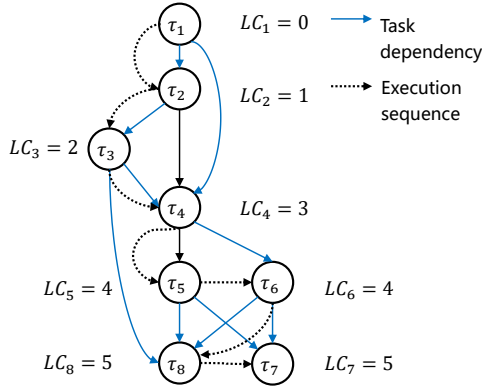 τ₁ LC₁ = 0 Task
dependency
τ₂ LC₂ = 1 Execution
sequence
LC₃ = 2 τ₃
τ₄ LC₄ = 3
LC₅ = 4 τ₅ τ₆ LC₆ = 4
LC₈ = 5 τ₈ τ₇ LC₇ = 5